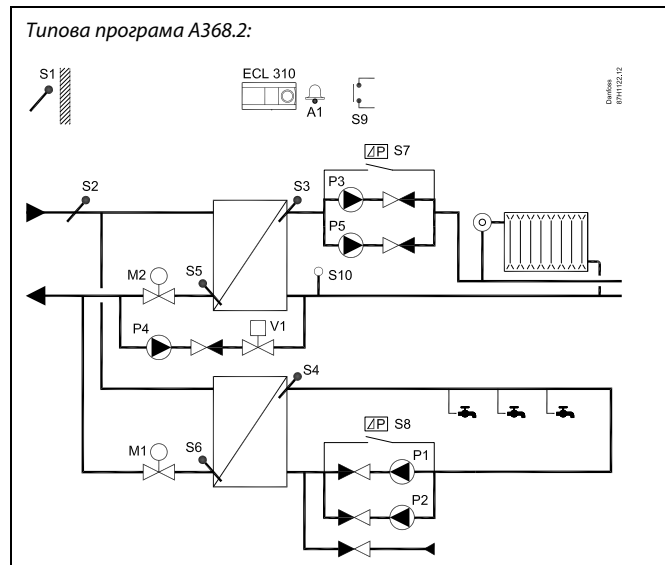 Типова програма A368.2:
S1
ECL 310
A1
S9
Danfoss
87H1122.12
S2
S3
⊿P S7
P3
P5
M2
S5
S10
P4
V1
S4
⊿P S8
M1
S6
P1
P2